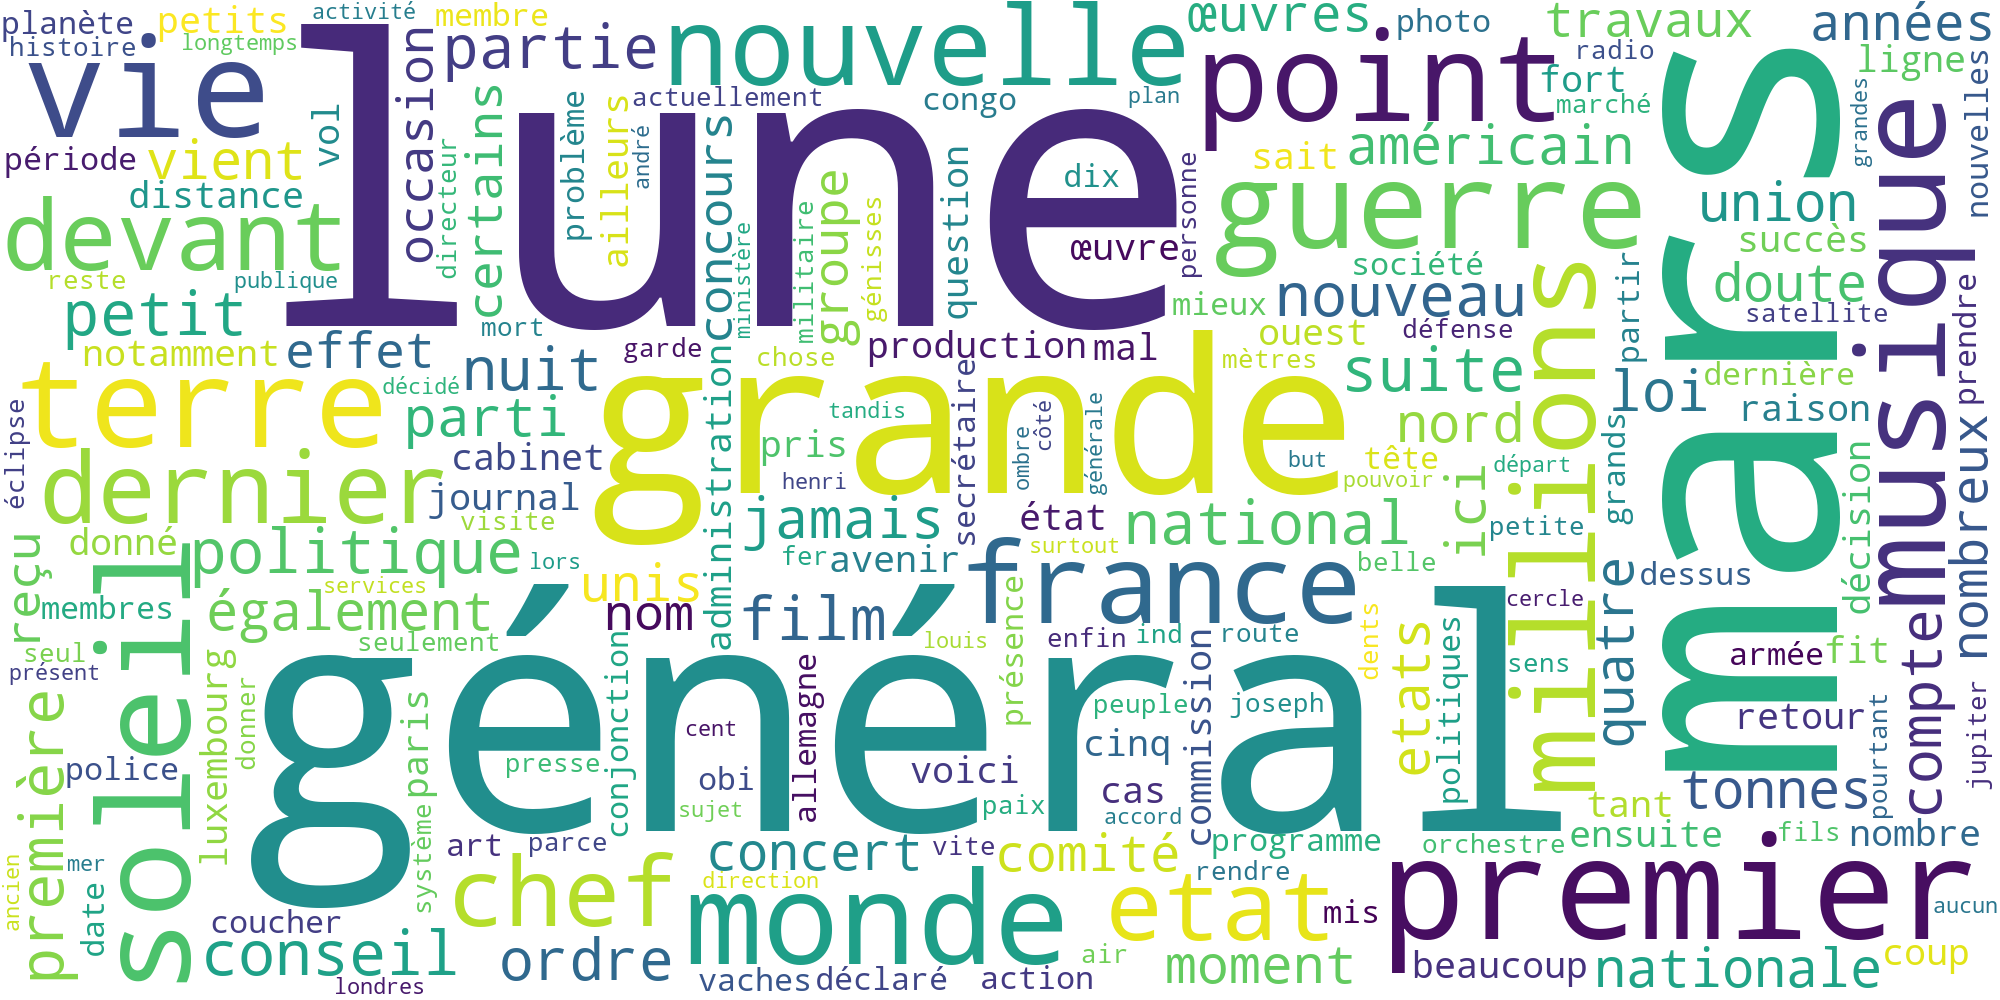 planète
petits
activité
membre
œuvres
photo
travaux
années
histoire
longtemps
partie
nouvelle
radio
ligne
vie
lune
point
fort
occasion
actuellement
congo
plan
marché
grandes
nouvelles
période
vient
vol
certains
problème
ailleurs
andré
dix
sait
américain
mars
musique
distance
directeur
concours
groupe
question
personne
guerre
union
devant
génisses
militaire
ministère
œuvre
société
succès
reste
publique
mieux
nouveau
partir
doute
petit
mort
satellite
notamment
effet
garde
production
mal
ouest
défense
prendre
nuit
chose
mètres
suite
loi
dernière
terre
décidé
grande
millions
raison
parti
tandis
secrétaire
côté
générale
nord
grands
éclipse
dernier
cabinet
pris
ombre
but
tête
départ
journal
henri
pouvoir
ici
décision
nombreux
visite
jamais
état
national
petite
donné
politique
lors
administration
fer
avenir
surtout
belle
dessus
reçu
soleil
services
unis
france
quatre
membres
également
nom
film
présence
cercle
seul
seulement
louis
enfin
ind
route
dents
etats
politiques
armée
fit
compte
présent
général
conjonction
sens
première
luxembourg
donner
paris
allemagne
peuple
joseph
commission
retour
police
presse
cent
obi
voici
cinq
pourtant
jupiter
système
sujet
paix
cas
accord
tant
tonnes
ancien
mer
date
art
parce
concert
vite
comité
programme
orchestre
ensuite
fils
nombre
chef
direction
monde
rendre
etat
premier
coucher
mis
aucun
conseil
ordre
air
moment
beaucoup
nationale
coup
londres
vaches
déclaré
action